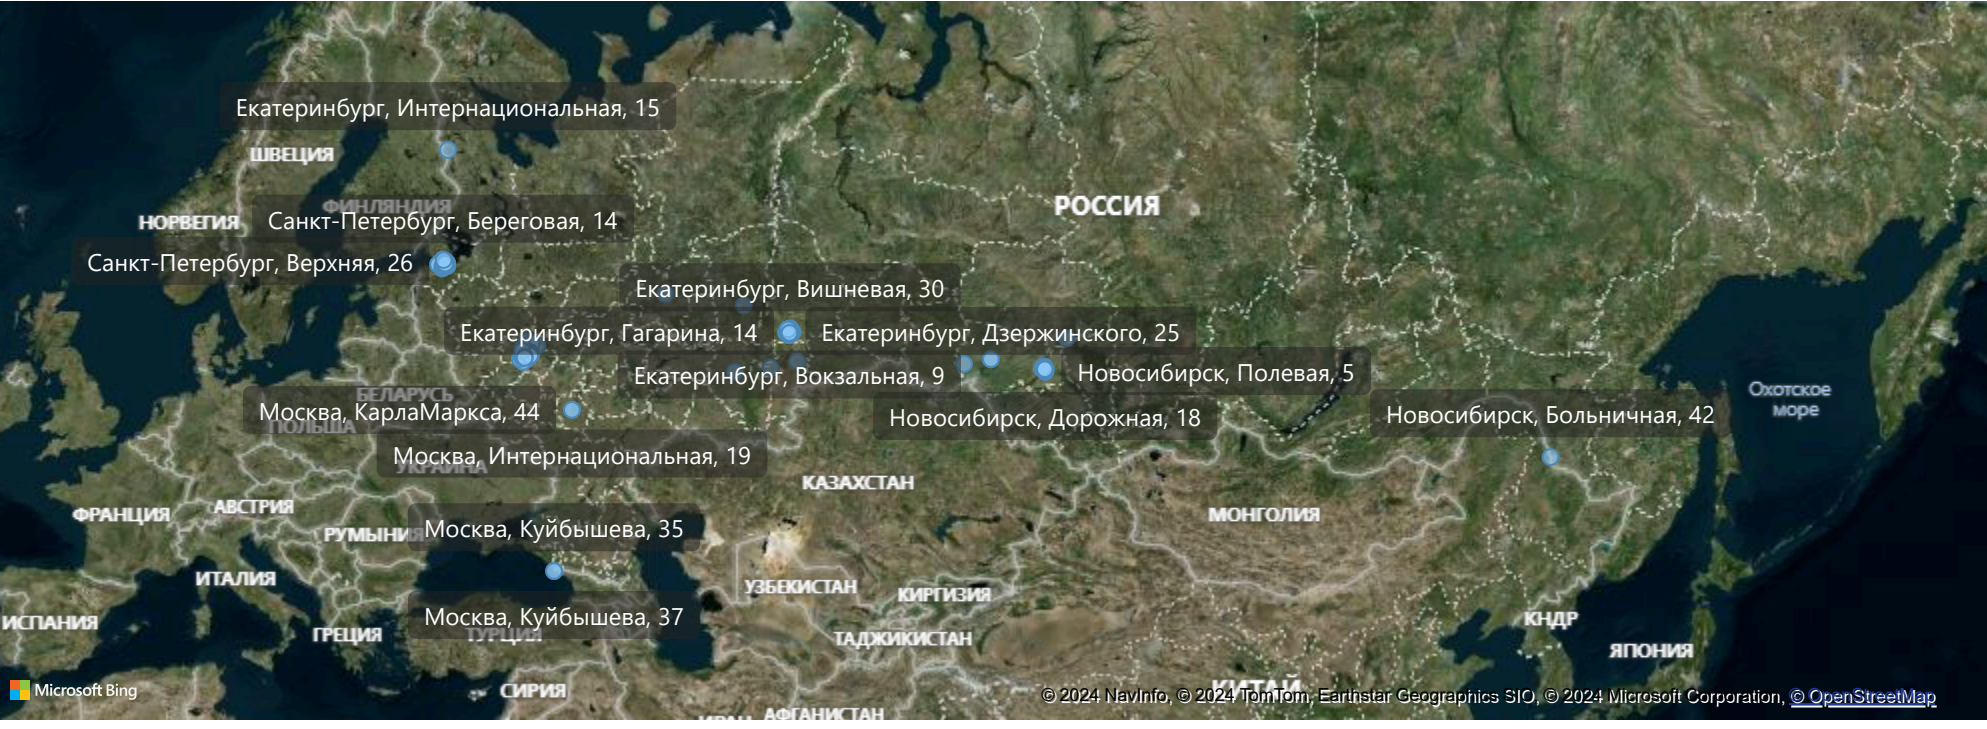 Екатеринбург, Интернациональная, 15
ШВЕЦИЯ
РОССИЯ
ФИНЛЯНДИЯ
НОРВЕГИЯ
Санкт-Петербург, Береговая, 14
Санкт-Петербург, Верхняя, 26
Екатеринбург, Вишневая, 30
Екатеринбург, Гагарина, 14
Екатеринбург, Дзержинского, 25
Екатеринбург, Вокзальная, 9
Новосибирск, Полевая, 5
БЕЛАРУСЬ
Охотское
море
Москва, КарлаМаркса, 44
ПОЛЬША
Новосибирск, Дорожная, 18
Новосибирск, Больничная, 42
Москва, Интернациональная, 19
УКРАИНА
КАЗАХСТАН
ФРАНЦИЯ
АВСТРИЯ
МОНГОЛИЯ
РУМЫНИЯ
Москва, Куйбышева, 35
ИТАЛИЯ
УЗБЕКИСТАН
КИРГИЗИЯ
ИСПАНИЯ
Москва, Куйбышева, 37
КНДР
ГРЕЦИЯ
ТУРЦИЯ
ТАДЖИКИСТАН
ЯПОНИЯ
Microsoft Bing
СИРИЯ
КИТАЙ
© 2024 NavInfo, © 2024 TomTom, Earthstar Geographics SIO, © 2024 Microsoft Corporation, © OpenStreetMap
ИРАН
АФГАНИСТАН